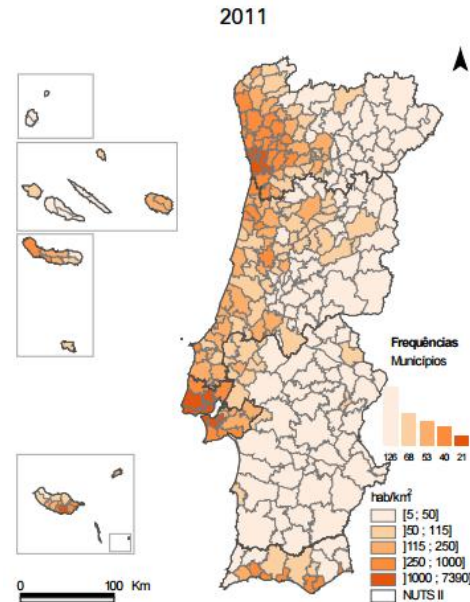 2011
Frequências
Municípios
126 68 53 40 21
hab/km²
[5 ; 50]
]50 ; 115]
]115 ; 250]
]250 ; 1000]
]1000 ; 7390]
NUTS II
0 100 Km